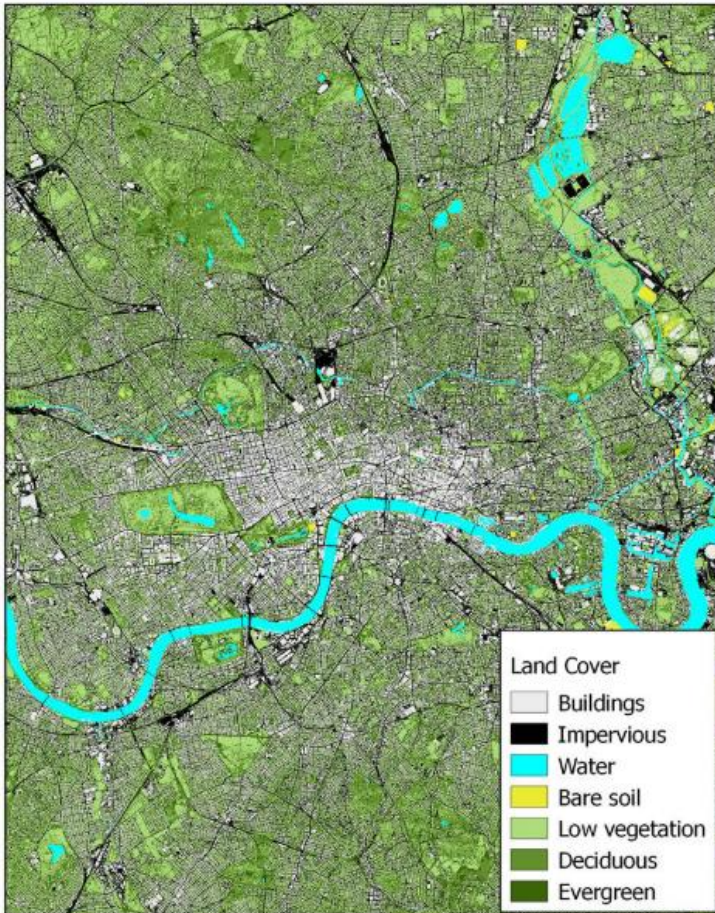 Land Cover
Buildings
Impervious
Water
Bare soil
Low vegetation
Deciduous
Evergreen